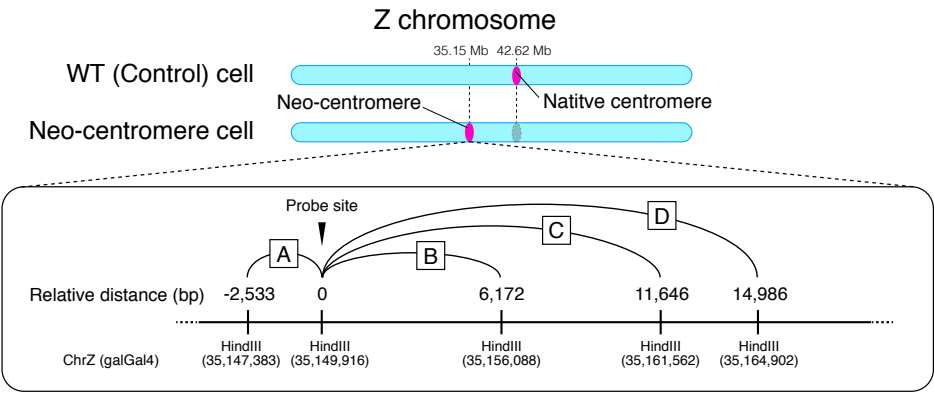 Z chromosome
35.15 Mb 42.62 Mb
WT (Control) cell
Neo-centromere
Natitve centromere
Neo-centromere cell
Probe site
A
B
C
D
Relative distance (bp) -2,533 0 6,172 11,646 14,986
HindIII HindIII HindIII HindIII HindIII
ChrZ (galGal4) (35,147,383) (35,149,916) (35,156,088) (35,161,562) (35,164,902)